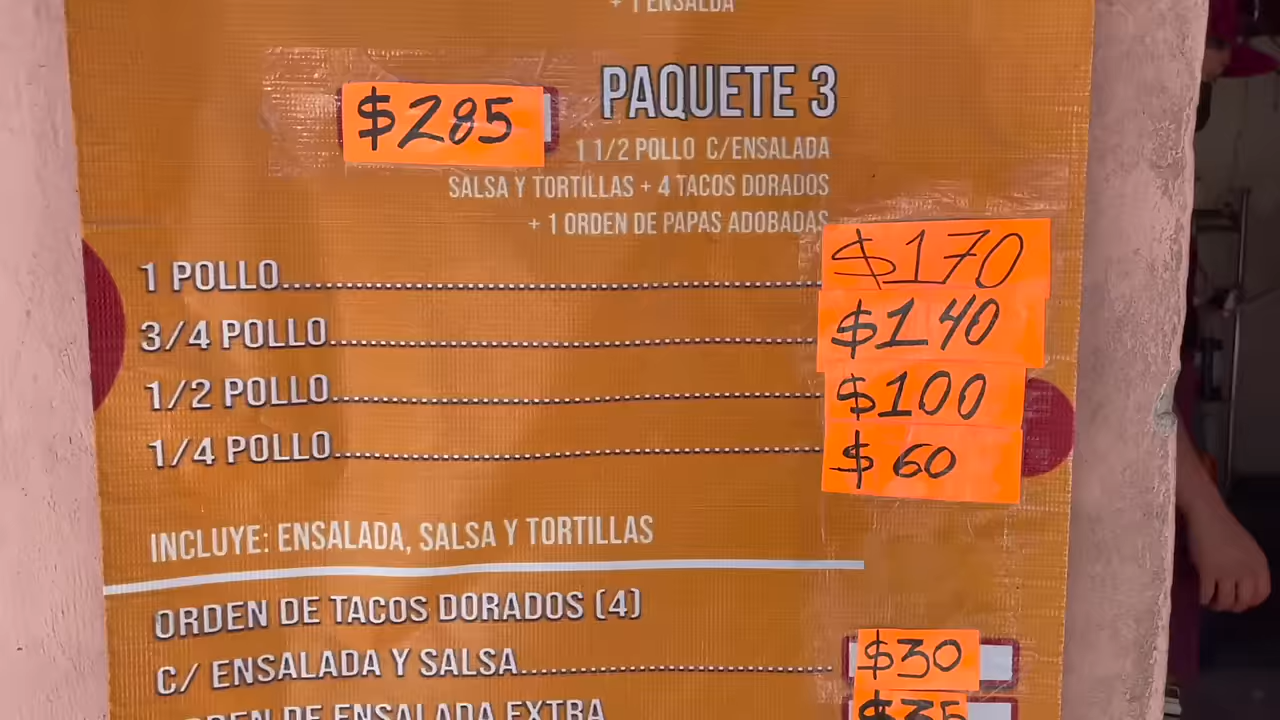 + 1 ENSALDA
PAQUETE 3
$285
1 1/2 POLLO C/ENSALADA
SALSA Y TORTILLAS + 4 TACOS DORADOS
+ 1 ORDEN DE PAPAS ADOBADAS
1 POLLO........................ $170
3/4 POLLO........................ $140
1/2 POLLO........................ $100
1/4 POLLO........................ $60
INCLUYE: ENSALADA, SALSA Y TORTILLAS
ORDEN DE TACOS DORADOS (4)
C/ ENSALADA Y SALSA........................ $30
ORDEN DE ENSALADA EXTRA $35